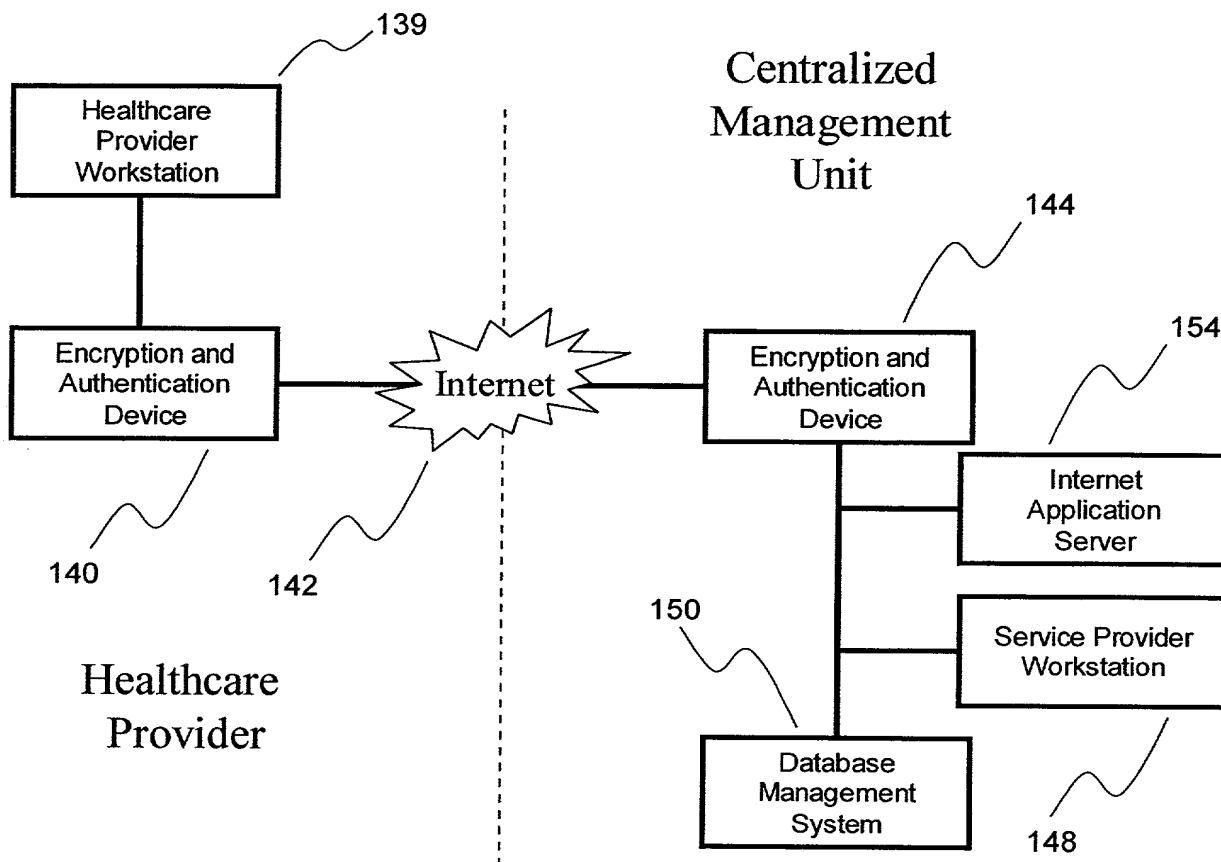 139
Healthcare
Provider
Workstation
Centralized
Management
Unit
144
Encryption and
Authentication
Device
Internet
Encryption and
Authentication
Device
154
140
142
Internet
Application
Server
150
Service Provider
Workstation
Healthcare
Provider
Database
Management
System
148